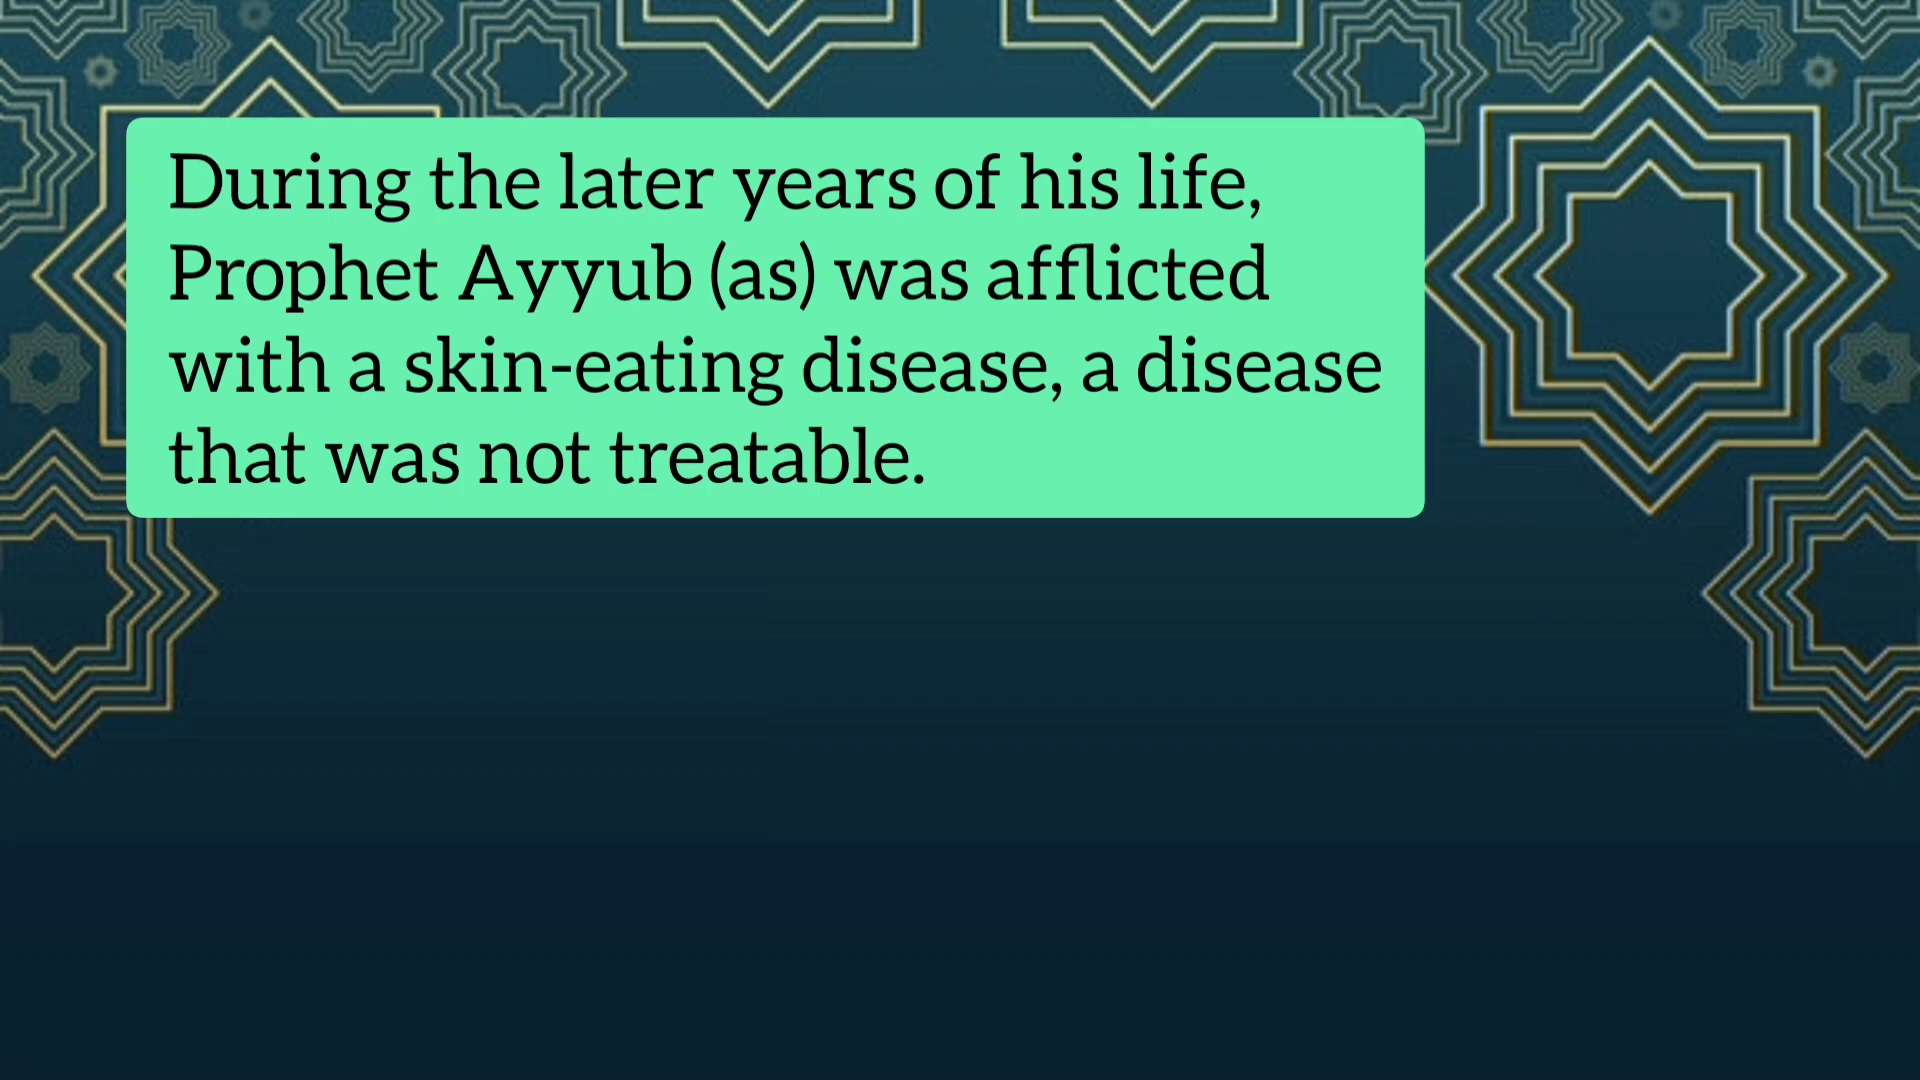 During the later years of his life,
Prophet Ayyub (as) was afflicted
with a skin-eating disease, a disease
that was not treatable.